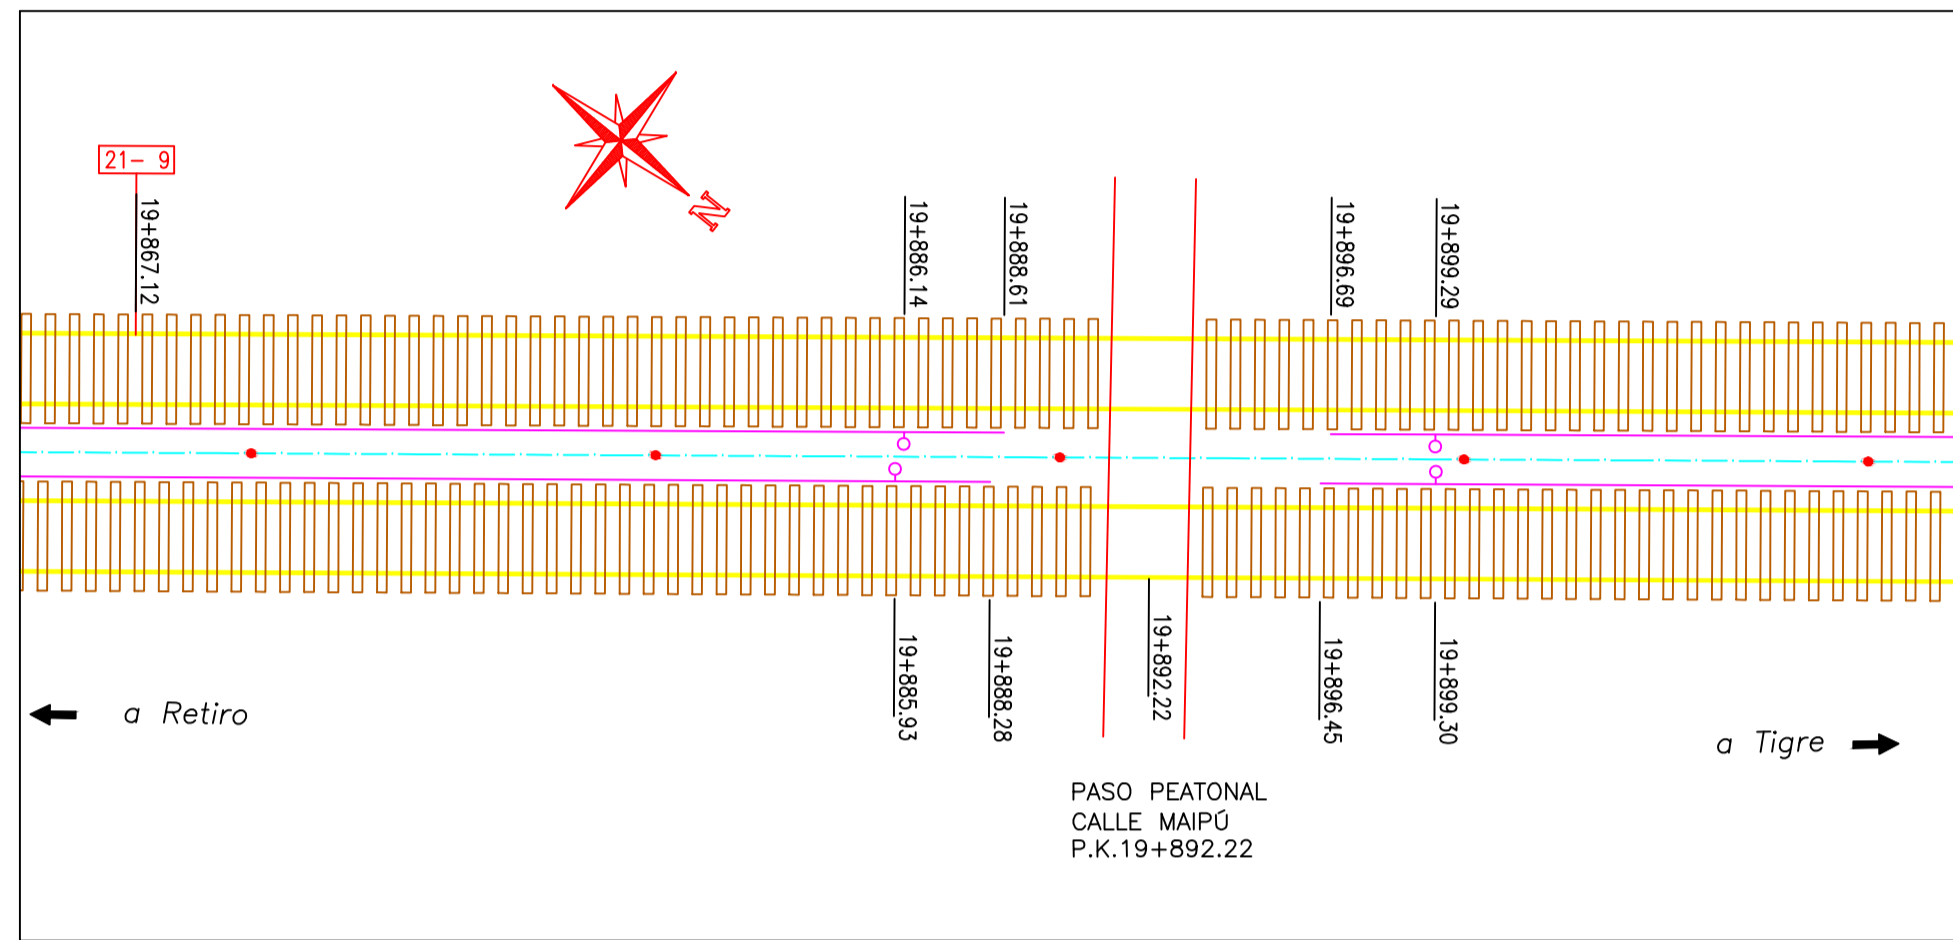 21- 9
19+867.12
N
19+886.14
19+888.61
19+896.69
19+899.29
19+885.93
19+888.28
19+892.22
19+896.45
19+899.30
a Retiro
a Tigre
PASO PEATONAL
CALLE MAIPÚ
P.K.19+892.22